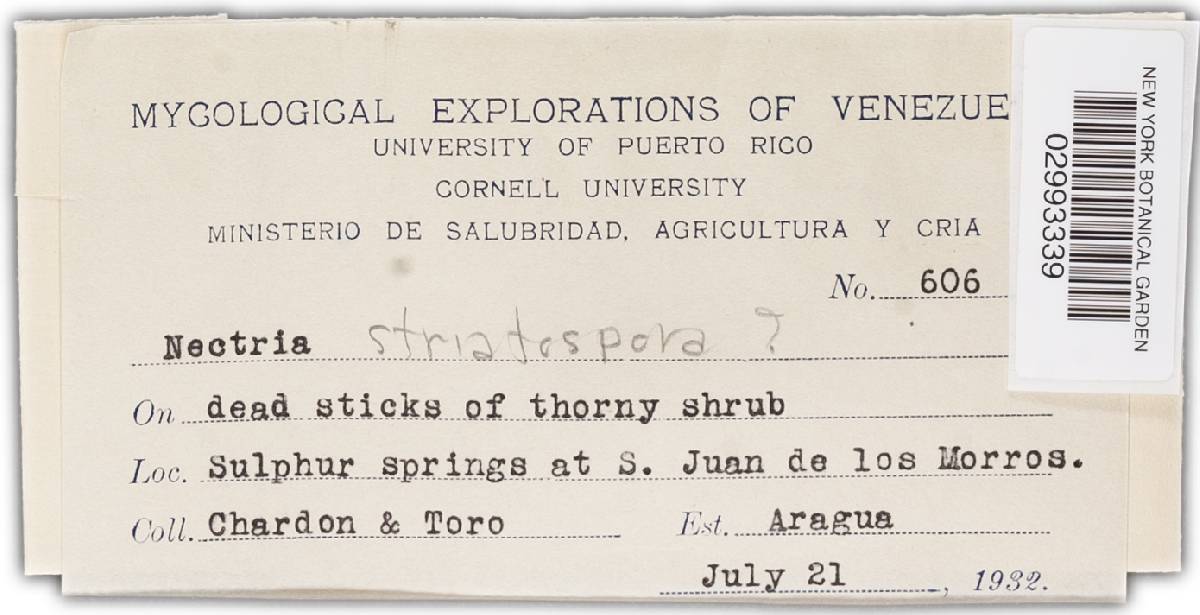 MYCOLOGICAL EXPLORATIONS OF VENEZUE
UNIVERSITY OF PUERTO RICO
CORNELL UNIVERSITY
MINISTERIO DE SALUBRIDAD, AGRICULTURA Y CRIA
No. 606
Nectria striatospora ?
On dead sticks of thorny shrub
Loc. Sulphur springs at S. Juan de los Morros.
Coll. Chardon & Toro Est. Aragua
July 21, 1932.
NEW YORK BOTANICAL GARDEN
02993339